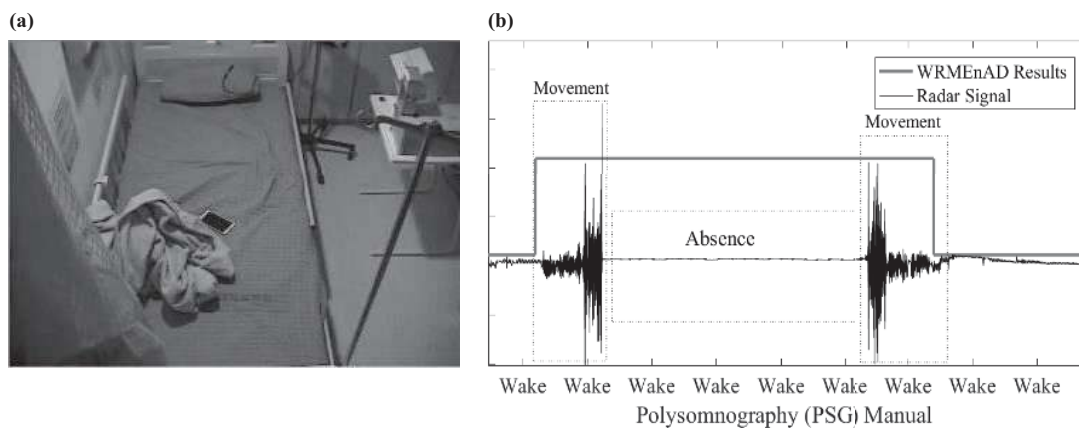 (a)
(b)
WRMEnAD Results
Radar Signal
Movement
Movement
Absence
Wake Wake Wake Wake Wake Wake Wake Wake Wake
Polysomnography (PSG) Manual